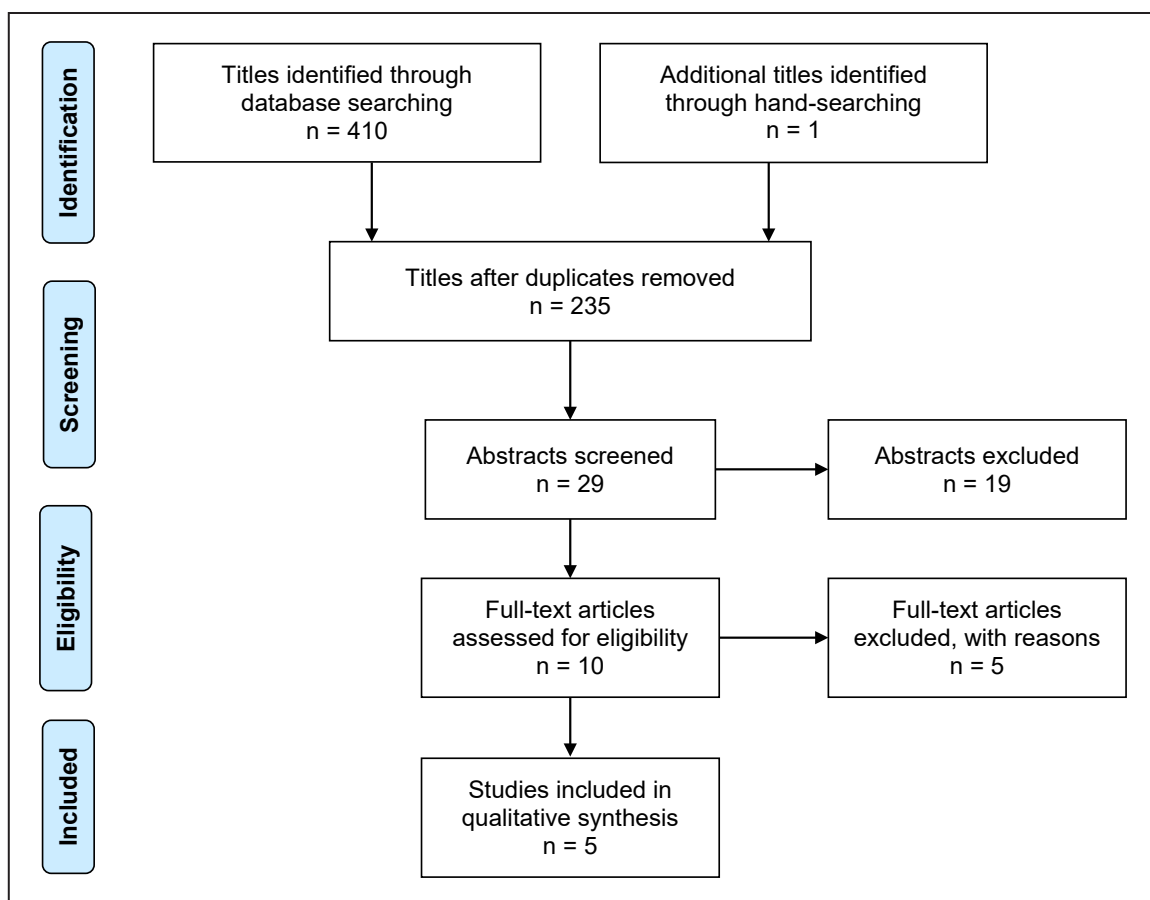 Identification
Titles identified through
database searching
n = 410
Additional titles identified
through hand-searching
n = 1
Titles after duplicates removed
n = 235
Screening
Abstracts screened
n = 29
Abstracts excluded
n = 19
Eligibility
Full-text articles
assessed for eligibility
n = 10
Full-text articles
excluded, with reasons
n = 5
Included
Studies included in
qualitative synthesis
n = 5